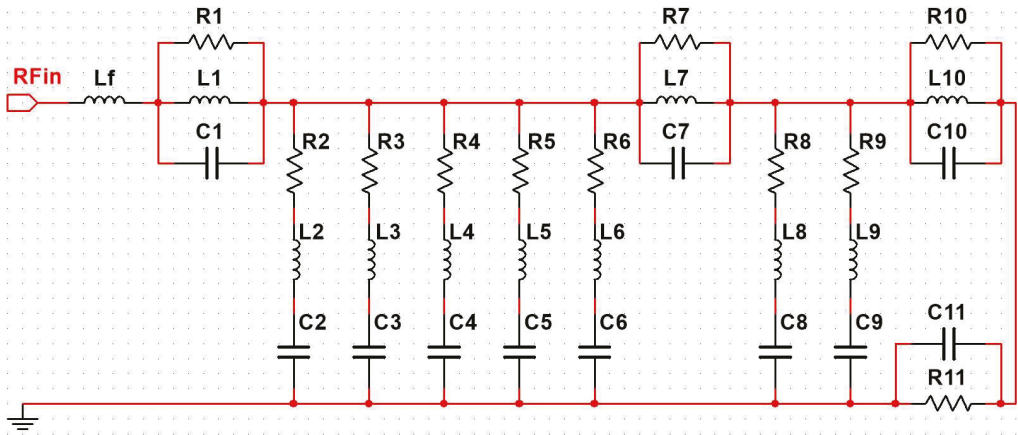 R1 R7 R10
RFin Lf L1 L7 L10
C1 C7 C10
R2 R3 R4 R5 R6 R8 R9
L2 L3 L4 L5 L6 L8 L9
C2 C3 C4 C5 C6 C8 C9 C11
R11